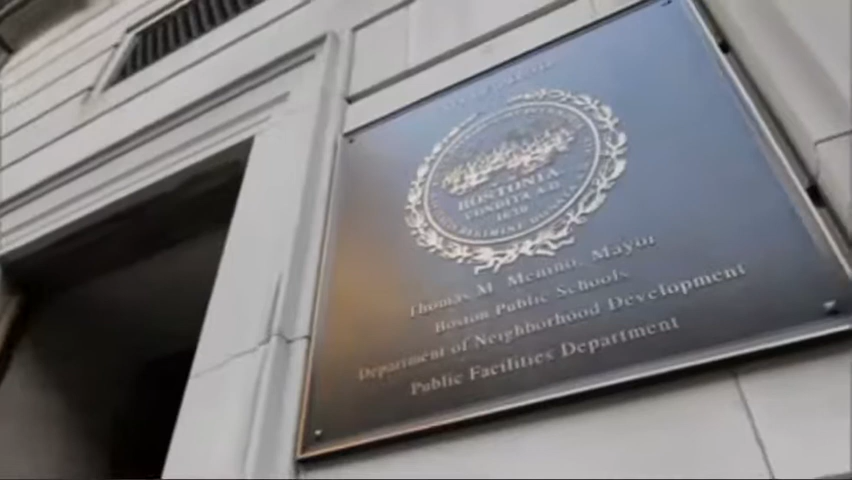 BOSTONIA
CONDITA A.D.
1630
Thomas M. Menino, Mayor
Boston Public Schools
Department of Neighborhood Development
Public Facilities Department